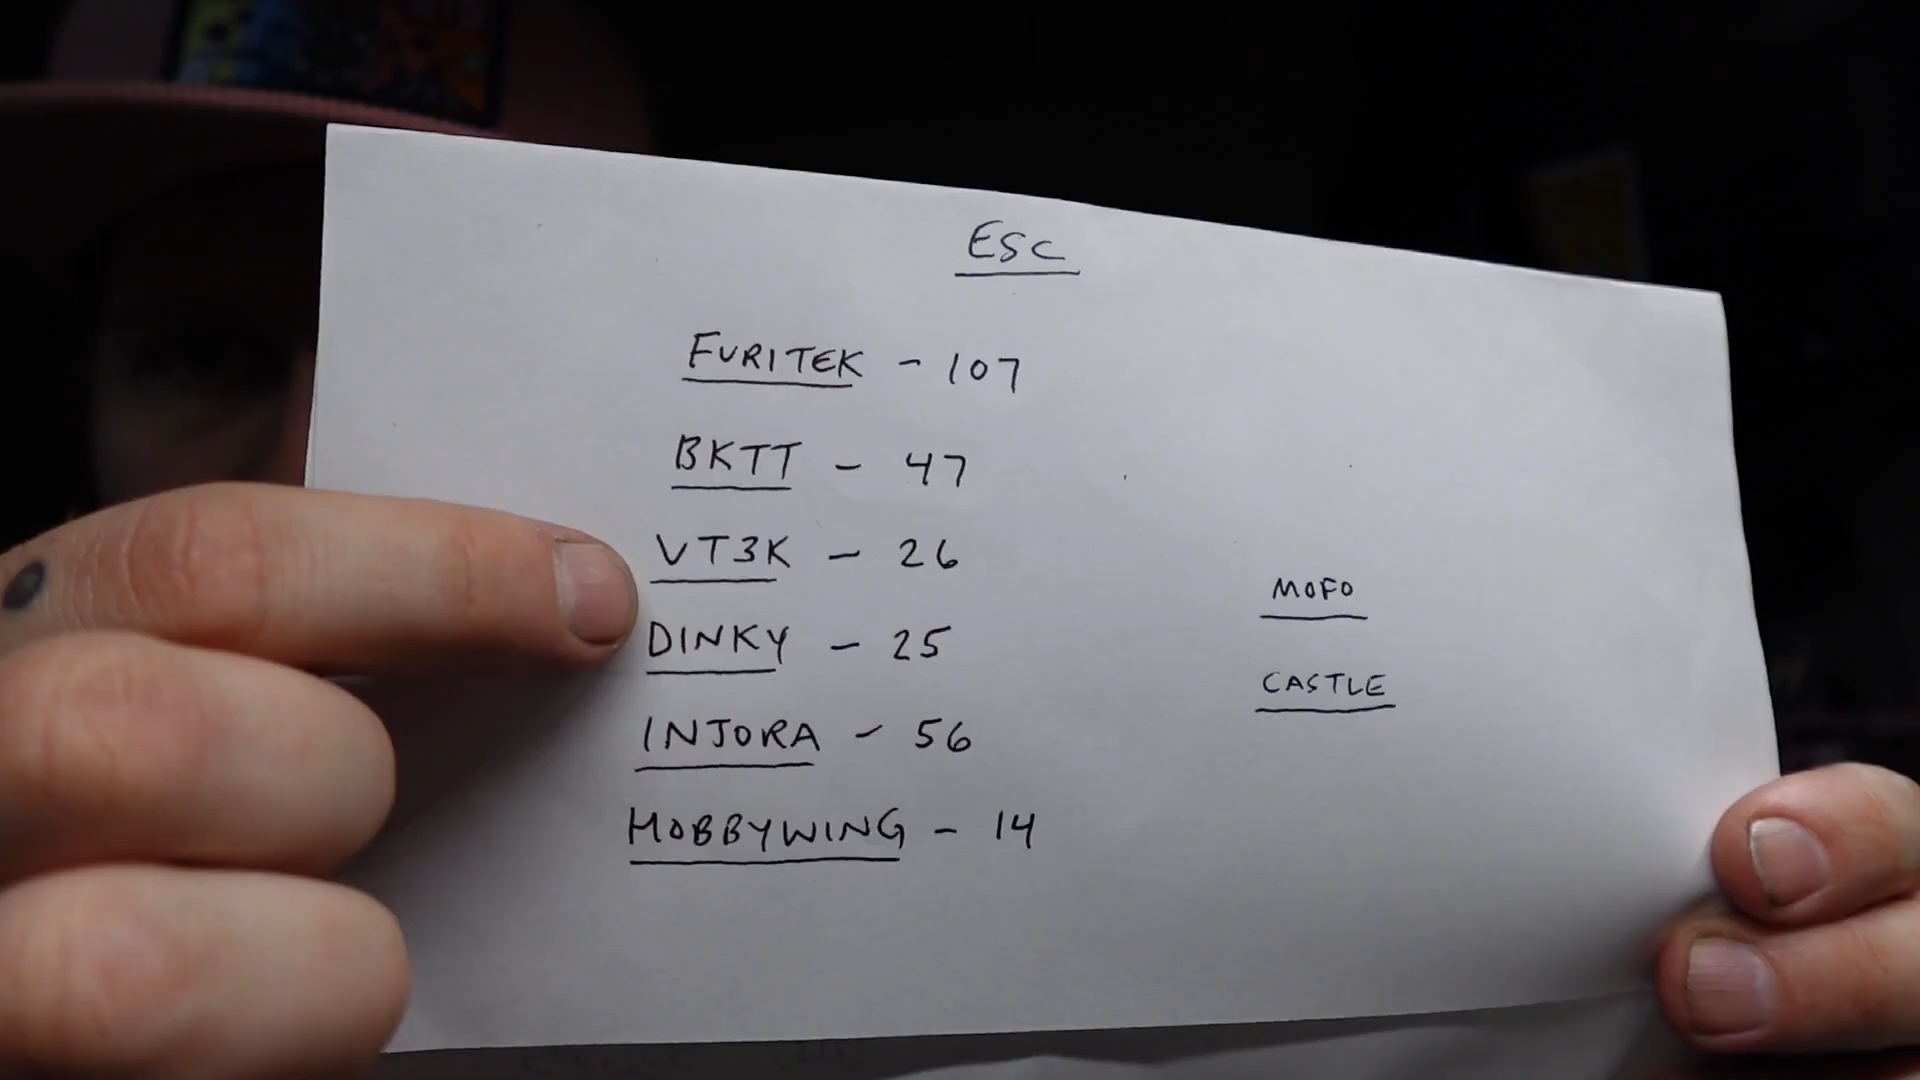 ESC
FURITEK - 107
BKTT - 47
VT3K - 26
DINKY - 25
INJORA - 56
HOBBYWING - 14
MOFO
CASTLE